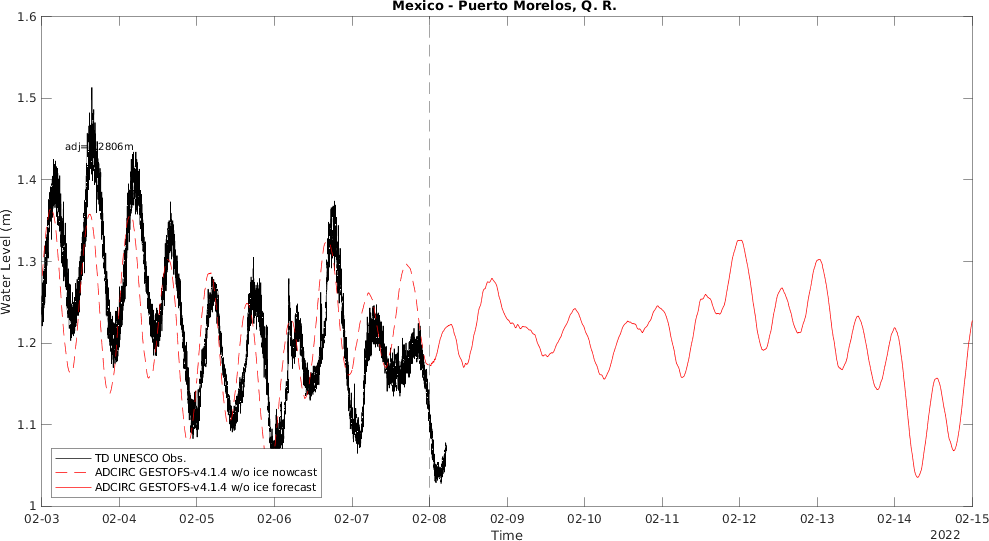 Mexico - Puerto Morelos, Q. R.
1.6
1.5
1.4
1.3
1.2
1.1
1
Water Level (m)
2806m
TD UNESCO Obs.
ADCIRC GESTOFS-v4.1.4 w/o ice nowcast
ADCIRC GESTOFS-v4.1.4 w/o ice forecast
02-03 02-04 02-05 02-06 02-07 02-08 02-09 02-10 02-11 02-12 02-13 02-14 02-15
Time
2022